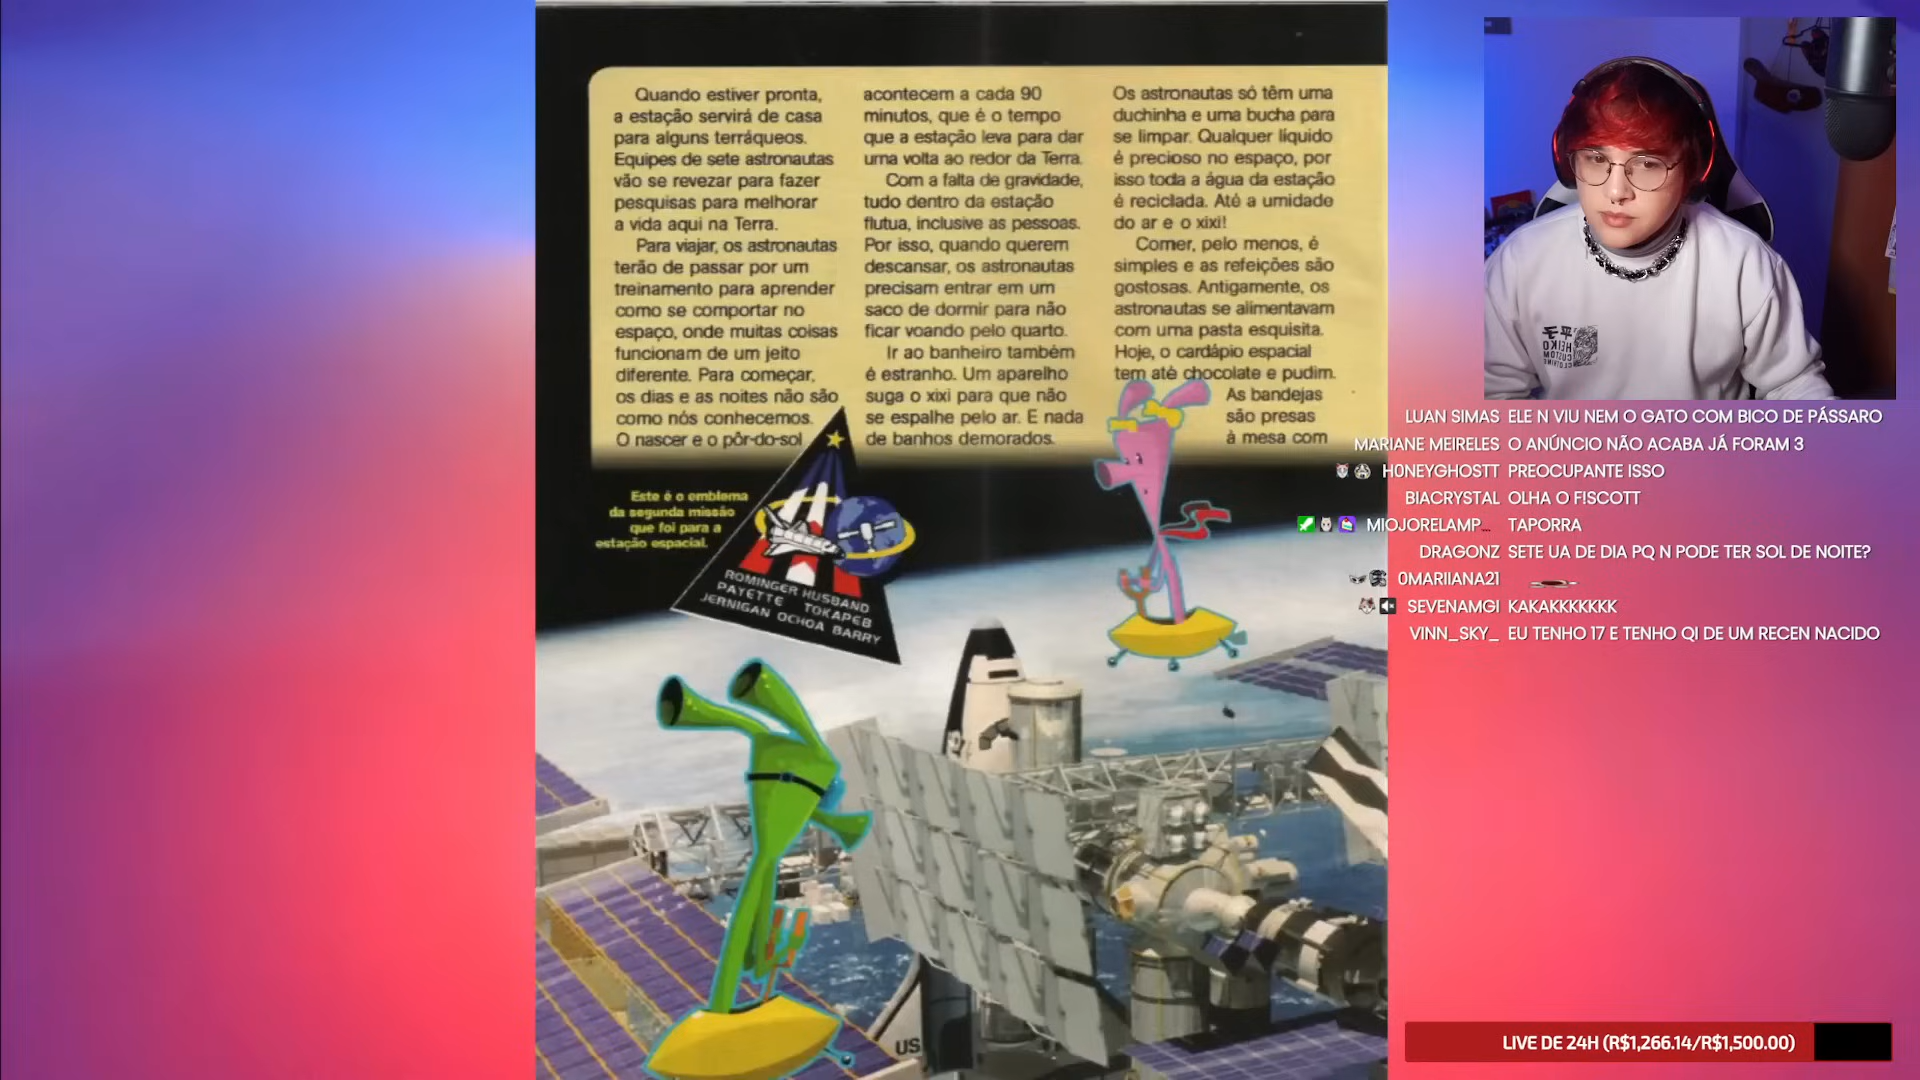 Quando estiver pronta,
a estação servirá de casa
para alguns terráqueos.
Equipes de sete astronautas
vão se revezar para fazer
pesquisas para melhorar
a vida aqui na Terra.
Para viajar, os astronautas
terão de passar por um
treinamento para aprender
como se comportar no
espaço, onde muitas coisas
funcionam de um jeito
diferente. Para começar,
os dias e as noites não são
como nós conhecemos.
O nascer e o pôr-do-sol
acontecem a cada 90
minutos, que é o tempo
que a estação leva para dar
uma volta ao redor da Terra.
Com a falta de gravidade,
tudo dentro da estação
flutua, inclusive as pessoas.
Por isso, quando querem
descansar, os astronautas
precisam entrar em um
saco de dormir para não
ficar voando pelo quarto.
Ir ao banheiro também
é estranho. Um aparelho
suga o xixi para que não
se espalhe pelo ar. E nada
de banhos demorados.
Os astronautas só têm uma
duchinha e uma bucha para
se limpar. Qualquer líquido
é precioso no espaço, por
isso toda a água da estação
é reciclada. Até a umidade
do ar e o xixi!
Comer, pelo menos, é
simples e as refeições são
gostosas. Antigamente, os
astronautas se alimentavam
com uma pasta esquisita.
Hoje, o cardápio espacial
tem até chocolate e pudim.
As bandejas
são presas
à mesa com
Este é o emblema
da segunda missão
que foi para a
estação espacial.
ROMINGER HUSBAND
PAYETTE TOKAPEB
JERNIGAN OCHOA BARRY
US
HEIKO
CUSTOM
LUAN SIMAS ELE N VIU NEM O GATO COM BICO DE PÁSSARO
MARIANE MEIRELES O ANÚNCIO NÃO ACABA JÁ FORAM 3
H0NEYGHOSTT PREOCUPANTE ISSO
BIACRYSTAL OLHA O F!SCOTT
MIOJORELAMP... TAPORRA
DRAGONZ SETE UA DE DIA PQ N PODE TER SOL DE NOITE?
0MARIIANA21
SEVENAMGI KAKAKKKKKKK
VINN_SKY_ EU TENHO 17 E TENHO QI DE UM RECEN NACIDO
LIVE DE 24H (R$1,266.14/R$1,500.00)